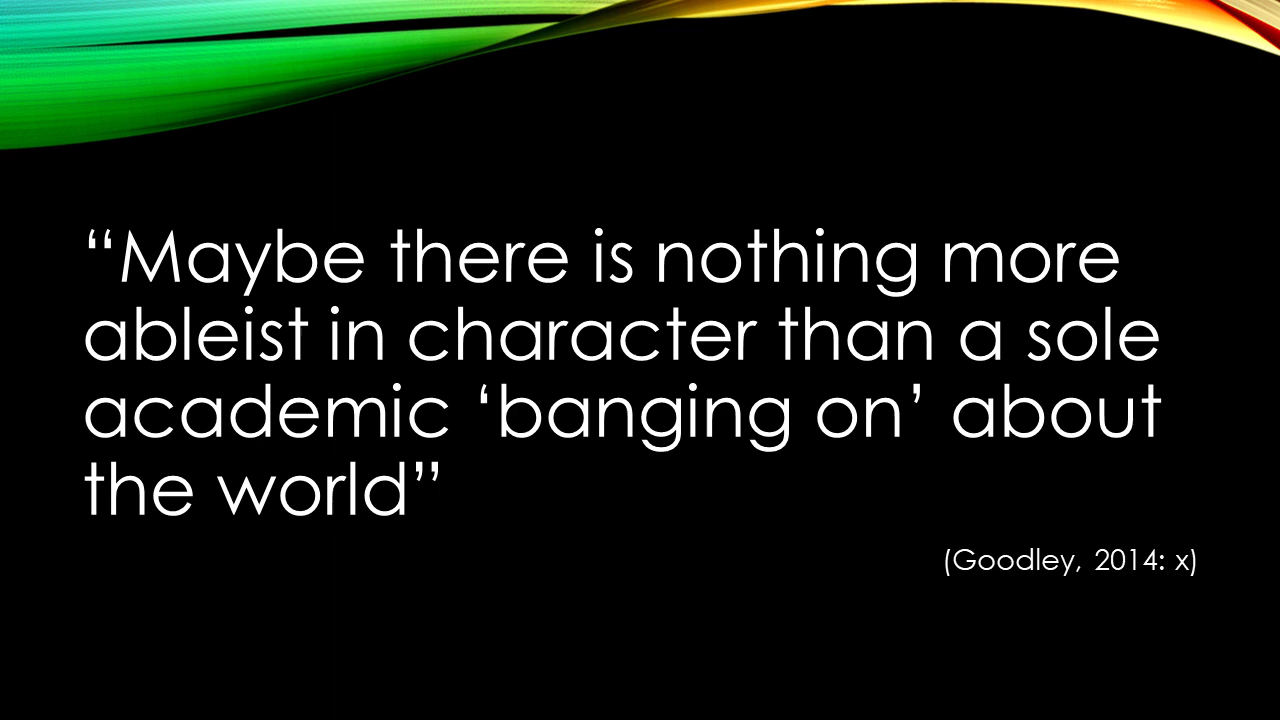 “Maybe there is nothing more
ableist in character than a sole
academic ‘banging on’ about
the world”
(Goodley, 2014: x)